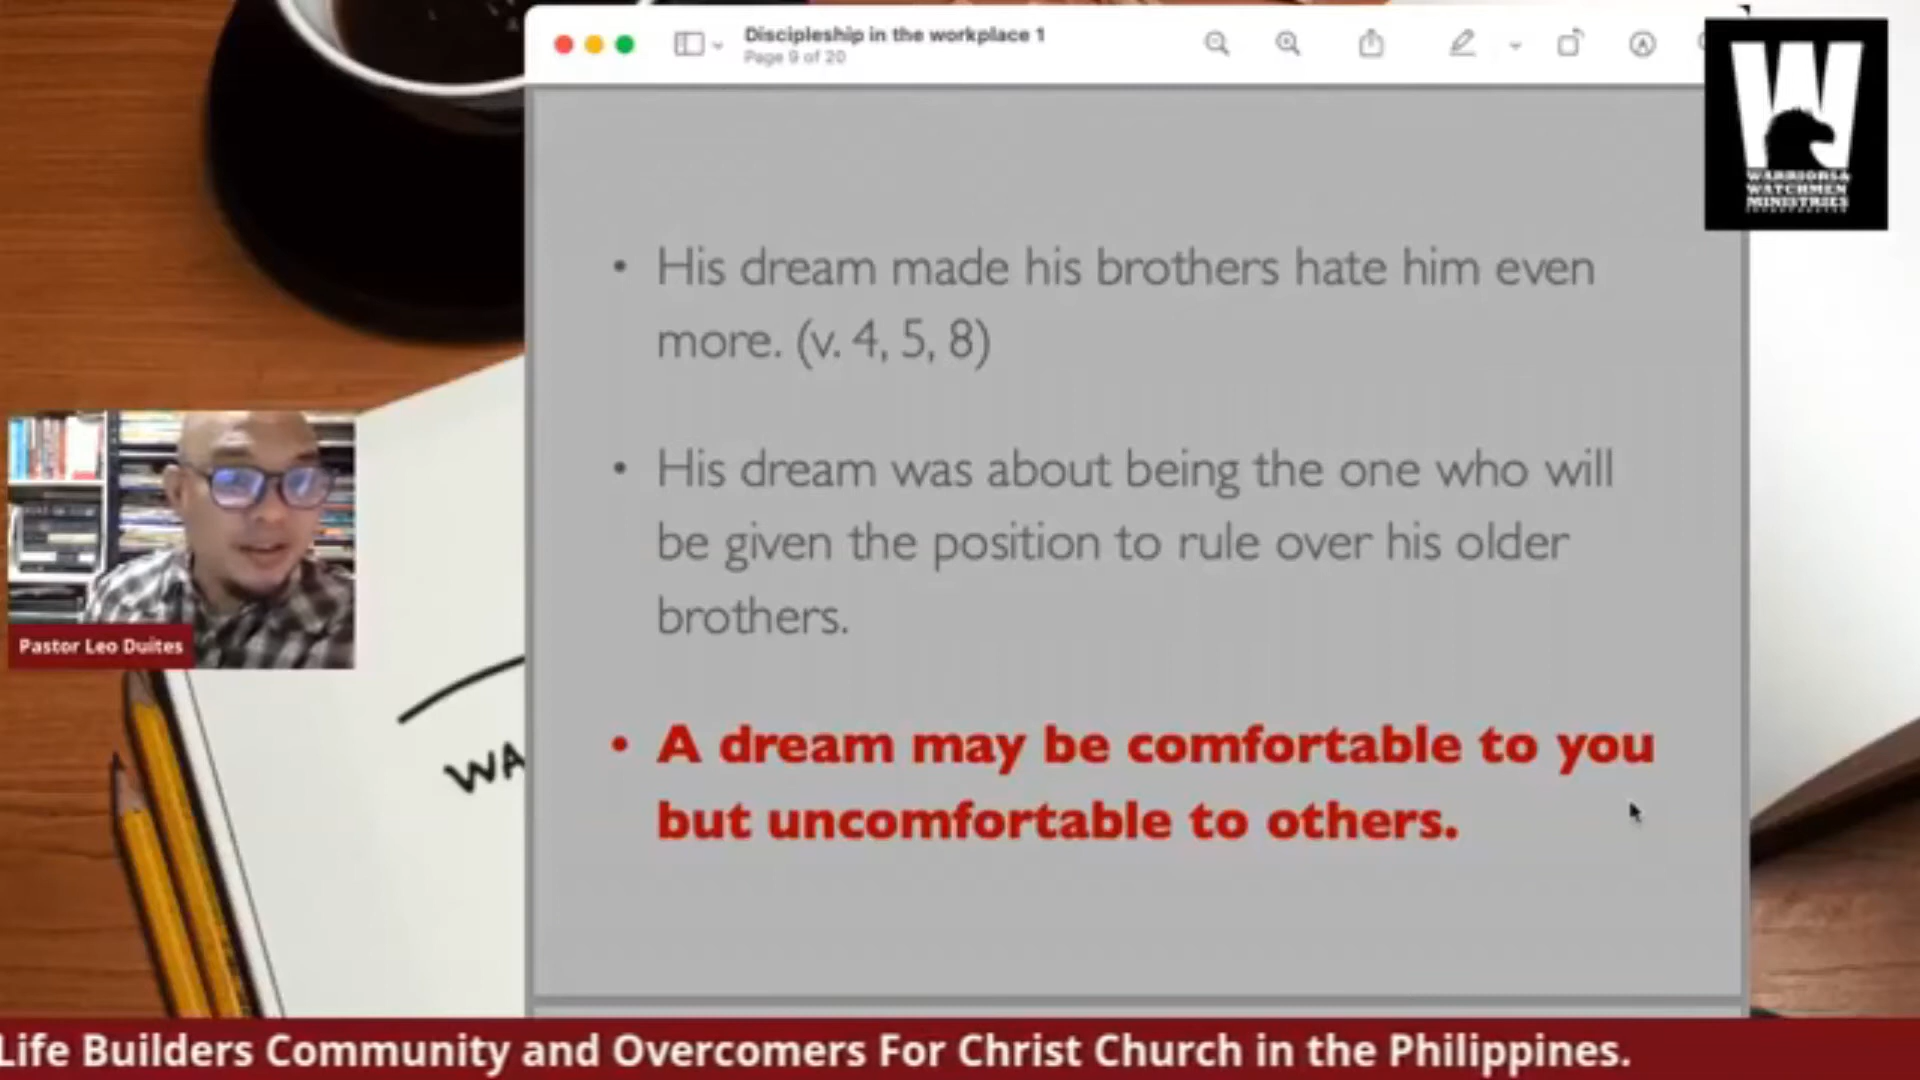 Discipleship in the workplace 1
Page 9 of 20
W
WARRIORS &
WATCHMEN
MINISTRIES
• His dream made his brothers hate him even
more. (v. 4, 5, 8)
• His dream was about being the one who will
be given the position to rule over his older
brothers.
• A dream may be comfortable to you
but uncomfortable to others.
Pastor Leo Duites
WA
Life Builders Community and Overcomers For Christ Church in the Philippines.